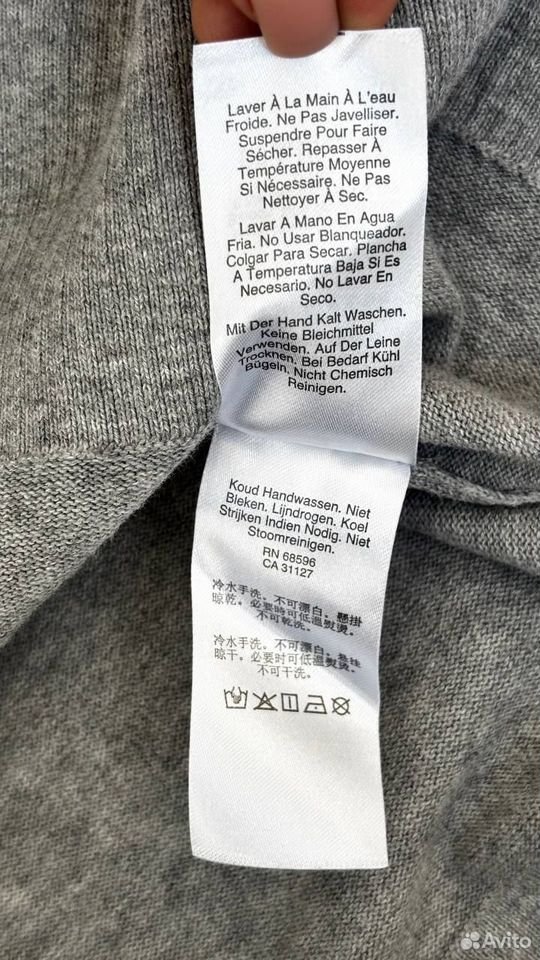 Laver À La Main À L'eau
Froide. Ne Pas Javelliser.
Suspendre Pour Faire
Sécher. Repasser À
Température Moyenne
Si Nécessaire. Ne Pas
Nettoyer À Sec.
Lavar A Mano En Agua
Fria. No Usar Blanqueador.
Colgar Para Secar. Plancha
A Temperatura Baja Si Es
Necesario. No Lavar En
Seco.
Mit Der Hand Kalt Waschen.
Keine Bleichmittel
Verwenden. Auf Der Leine
Trocknen. Bei Bedarf Kühl
Bügeln. Nicht Chemisch
Reinigen.
Koud Handwassen. Niet
Bleken. Lijndrogen. Koel
Strijken Indien Nodig. Niet
Stoomreinigen.
RN 68596
CA 31127
冷水手洗。不可漂白。懸掛
晾乾。必要時可低溫熨燙。
不可乾洗。
冷水手洗。不可漂白。悬挂
晾干。必要时可低温熨烫。
不可干洗。
Avito